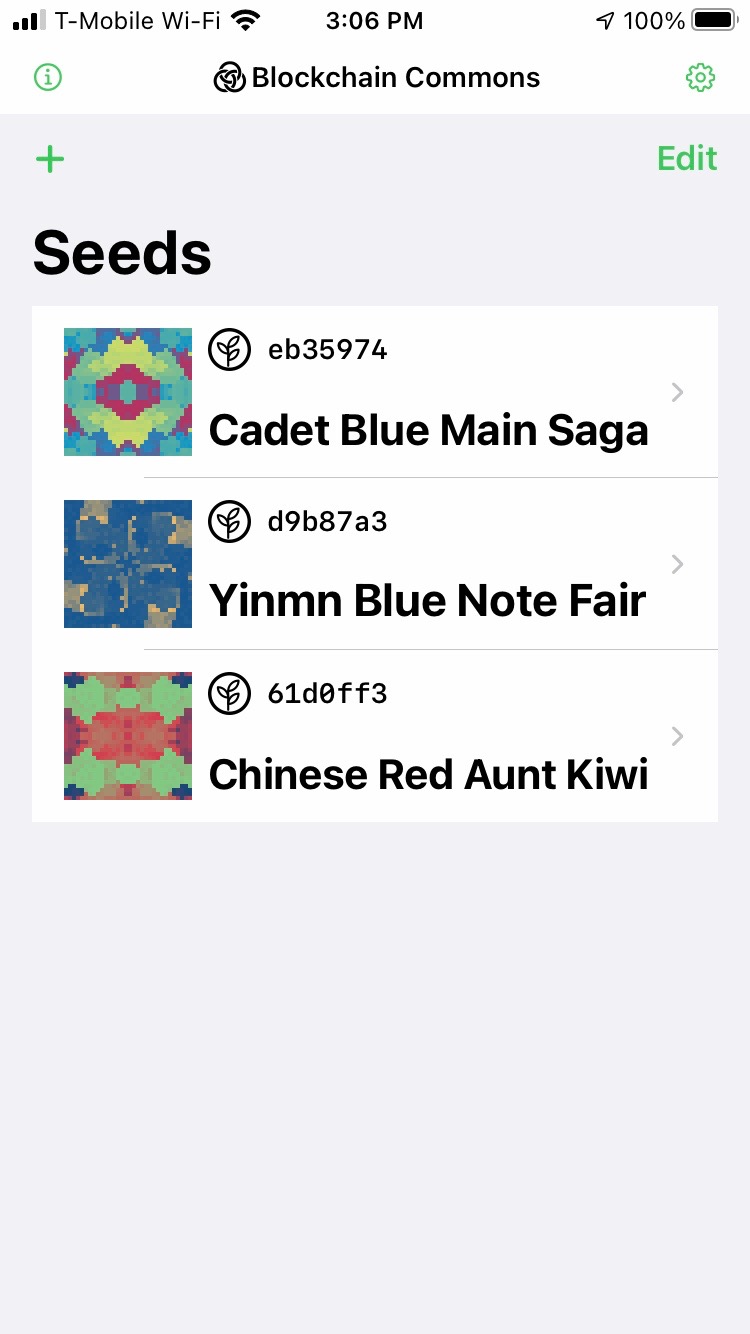 T-Mobile Wi-Fi 3:06 PM 100%
Blockchain Commons
+ Edit
Seeds
eb35974
Cadet Blue Main Saga
d9b87a3
Yinmn Blue Note Fair
61d0ff3
Chinese Red Aunt Kiwi